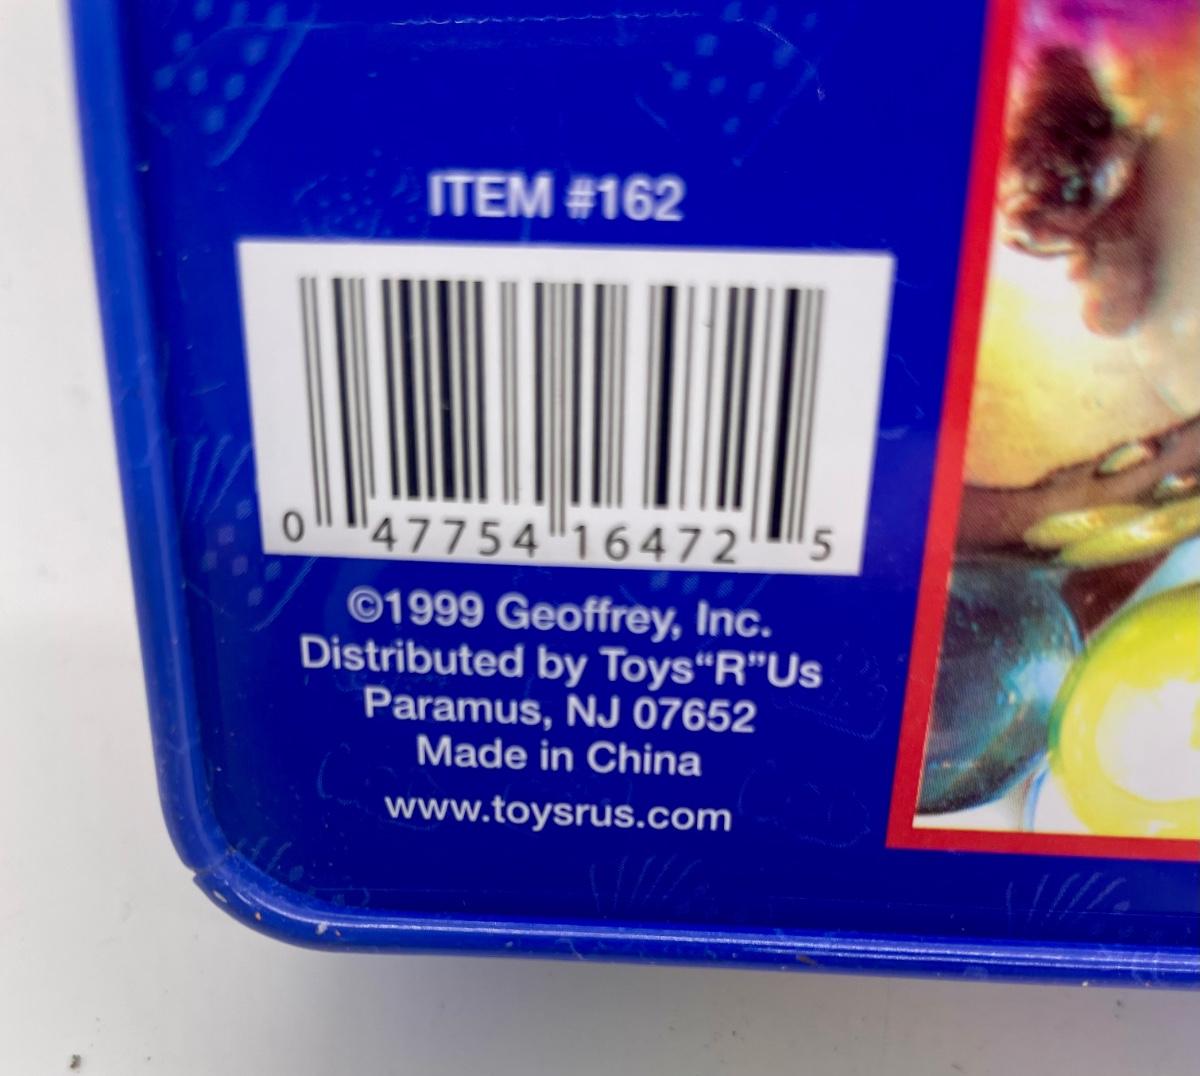 ITEM #162
0 47754 16472 5
©1999 Geoffrey, Inc.
Distributed by Toys“R”Us
Paramus, NJ 07652
Made in China
www.toysrus.com